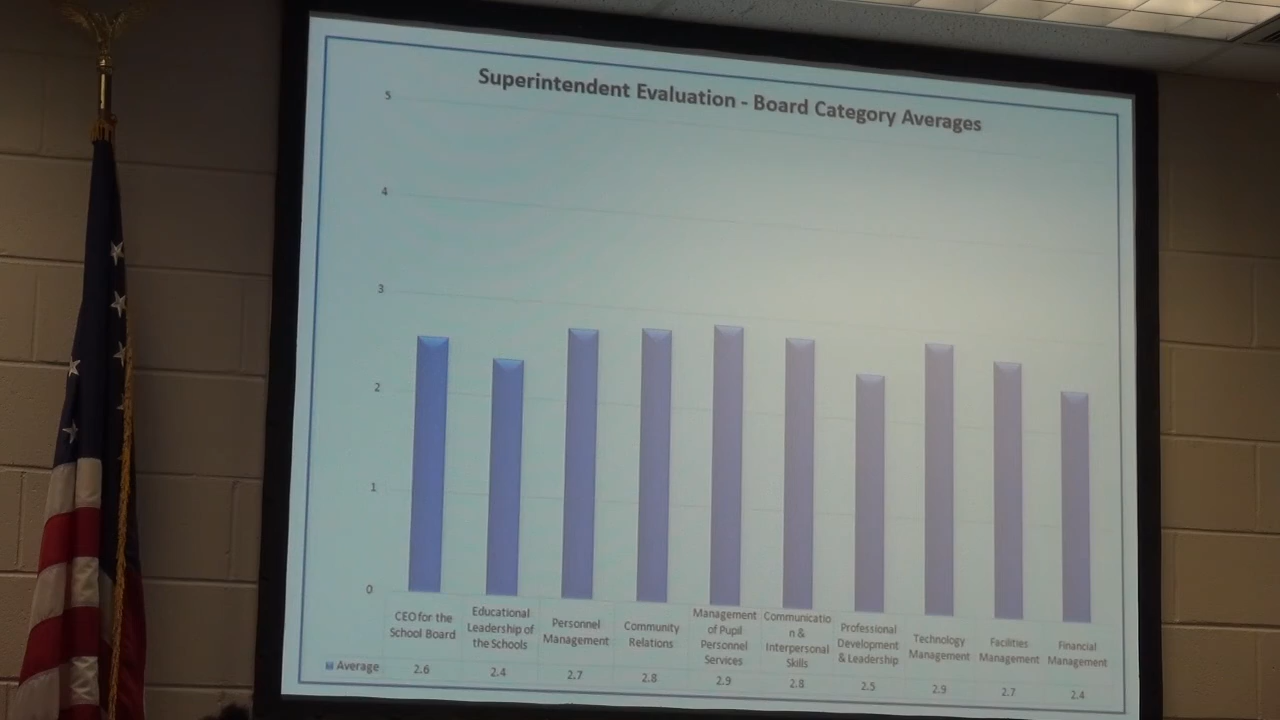 Superintendent Evaluation - Board Category Averages
5
4
3
2
1
0
CEO for the
School Board
Educational
Leadership of
the Schools
Personnel
Management
Community
Relations
Management
of Pupil
Personnel
Services
Communicatio
n &
Interpersonal
Skills
Professional
Development
& Leadership
Technology
Management
Facilities
Management
Financial
Management
Average 2.6 2.4 2.7 2.8 2.9 2.8 2.5 2.9 2.7 2.4